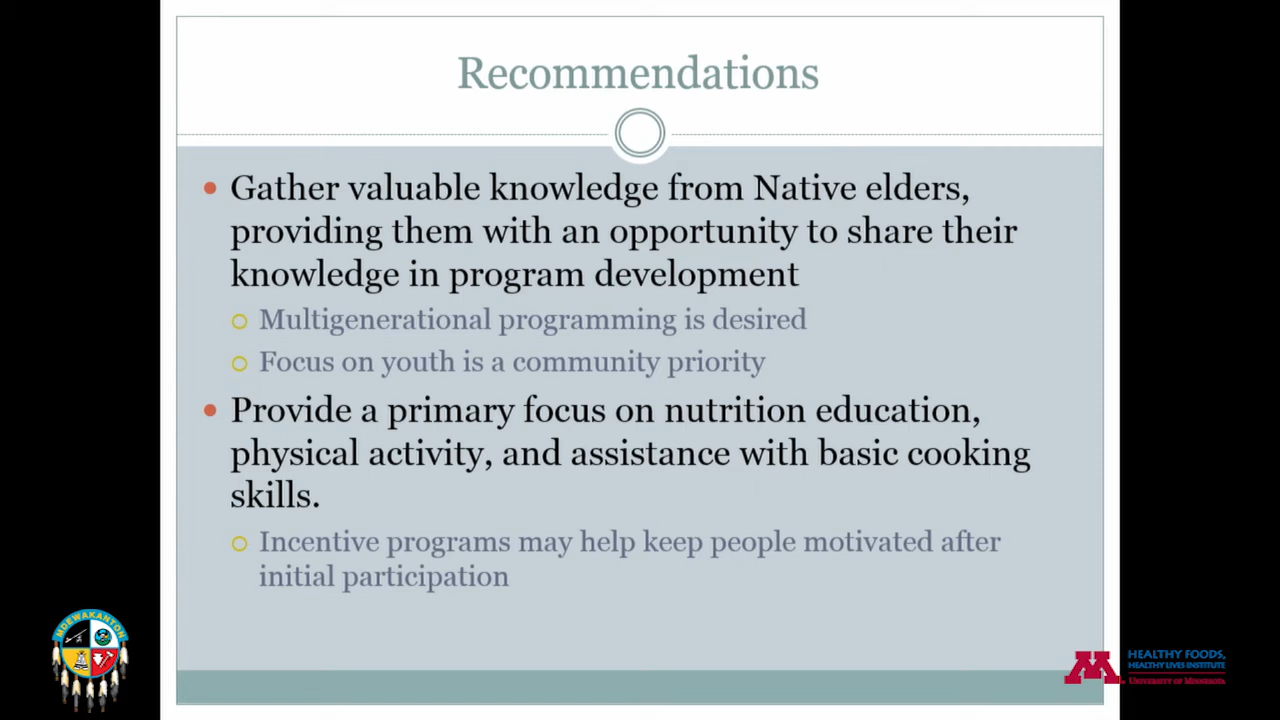 Recommendations
Gather valuable knowledge from Native elders,
providing them with an opportunity to share their
knowledge in program development
Multigenerational programming is desired
Focus on youth is a community priority
Provide a primary focus on nutrition education,
physical activity, and assistance with basic cooking
skills.
Incentive programs may help keep people motivated after
initial participation
MDEWAKANTON
M
HEALTHY FOODS,
HEALTHY LIVES INSTITUTE
UNIVERSITY OF MINNESOTA